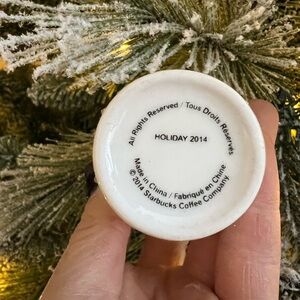 All Rights Reserved / Tous Droits Réservés
HOLIDAY 2014
Made in China / Fabriqué en Chine
© 2014 Starbucks Coffee Company.